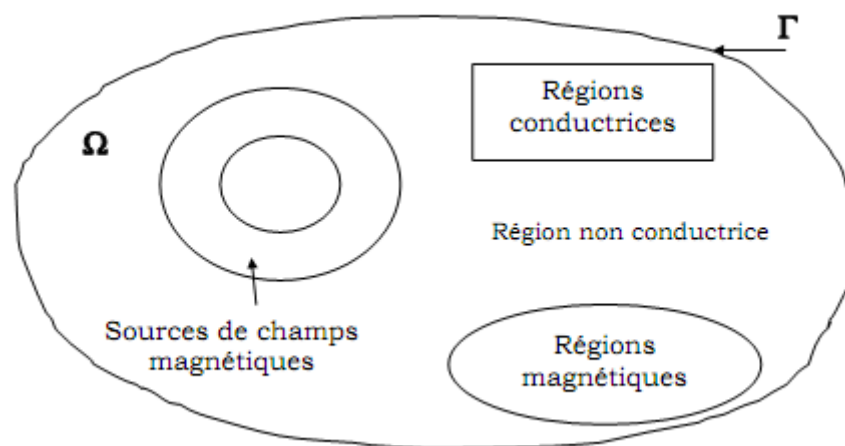 Γ
Régions
conductrices
Ω
Région non conductrice
Sources de champs
magnétiques
Régions
magnétiques